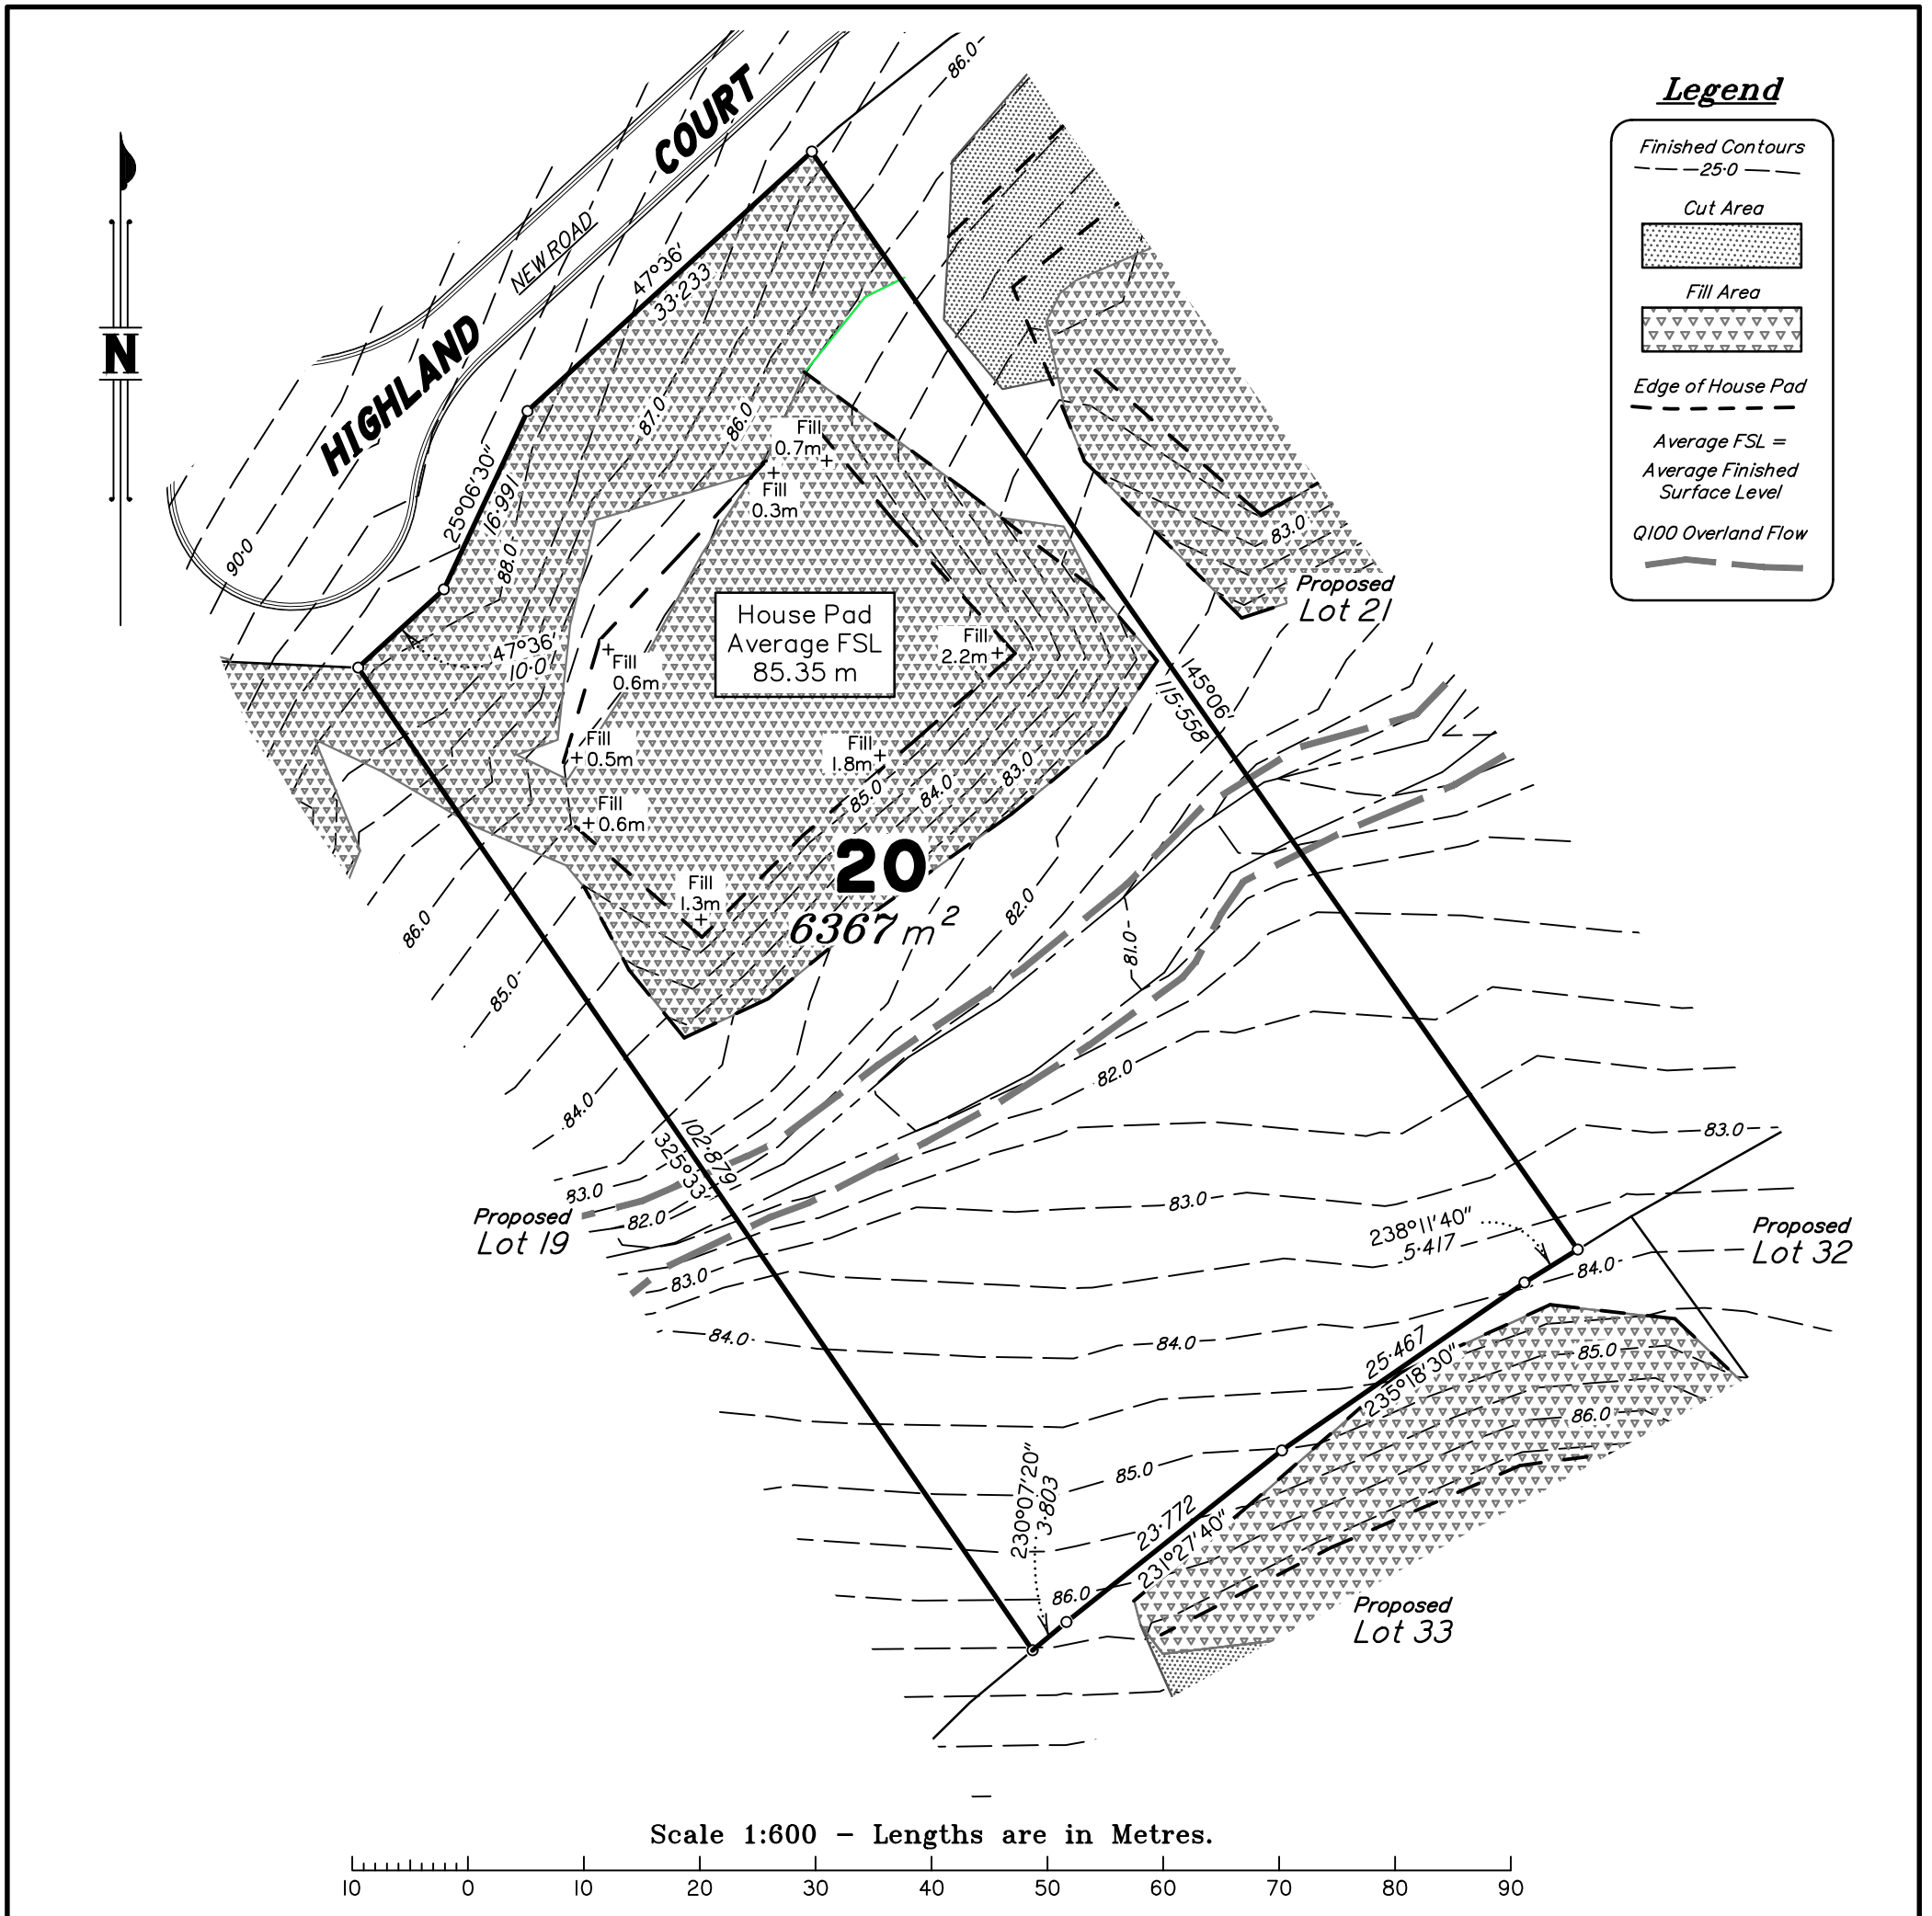 Legend
Finished Contours
25·0
Cut Area
Fill Area
Edge of House Pad
Average FSL =
Average Finished
Surface Level
Q100 Overland Flow
N
HIGHLAND
COURT
NEW ROAD
90·0
86.0
47°36'
33·233
25°06'30"
16·991
47°36'
10·0
88.0
87.0
86.0
Fill
0.7m
Fill
0.3m
House Pad
Average FSL
85.35 m
Fill
2.2m
Fill
0.6m
Fill
0.5m
Fill
1.8m
Fill
0.6m
Fill
1.3m
85.0
84.0
83.0
20
6367 m²
145°06'
115·558
83.0
Proposed
Lot 21
86.0
85.0
84.0
82.0
81.0
82.0
102·879
325°33'
83.0
82.0
83.0
Proposed
Lot 19
83.0
83.0
84.0
84.0
238°11'40"
5·417
84.0
Proposed
Lot 32
25·467
235°18'30"
85.0
86.0
85.0
230°07'20"
3·803
23·772
231°27'40"
86.0
Proposed
Lot 33
Scale 1:600 – Lengths are in Metres.
10 0 10 20 30 40 50 60 70 80 90